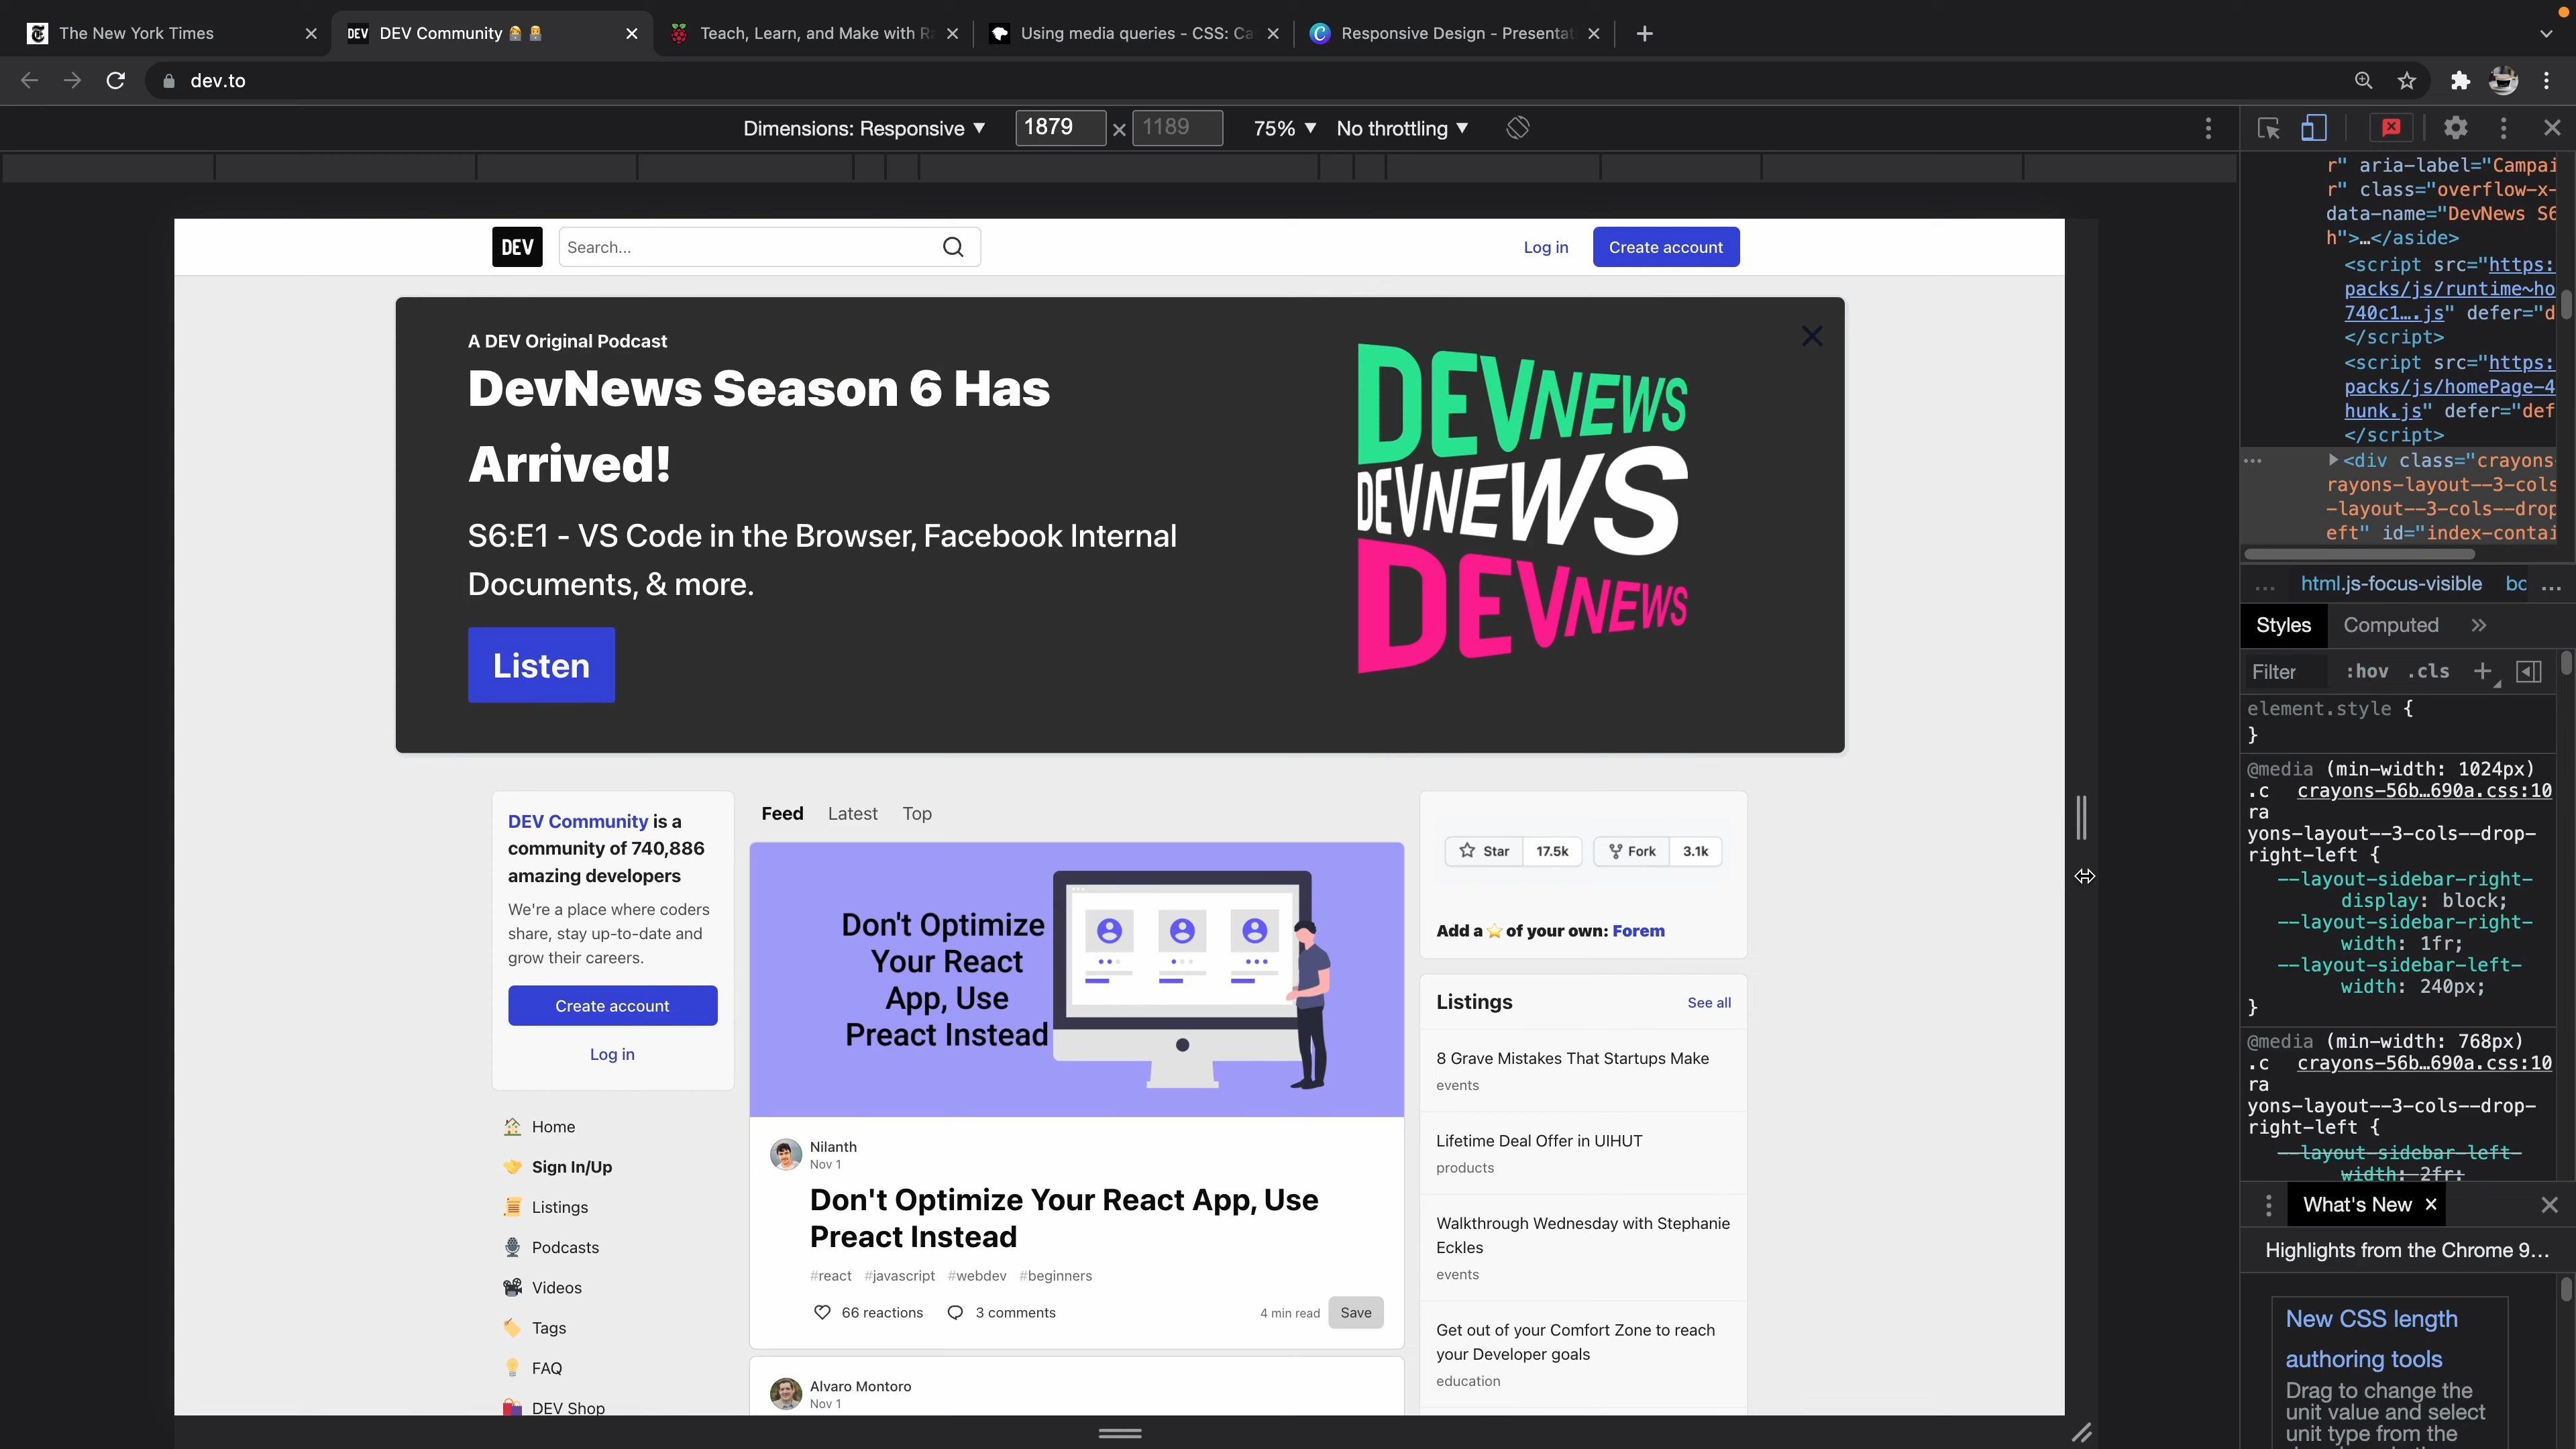 The New York Times
DEV Community
Teach, Learn, and Make with Ra
Using media queries - CSS: Ca
Responsive Design - Presentat
dev.to
Dimensions: Responsive
1879
1189
75%
No throttling
DEV
Search...
Log in
Create account
A DEV Original Podcast
DevNews Season 6 Has
Arrived!
S6:E1 - VS Code in the Browser, Facebook Internal
Documents, & more.
Listen
DEVNEWS
DEVNEWS
DEVNEWS
DEV Community is a
community of 740,886
amazing developers
We're a place where coders
share, stay up-to-date and
grow their careers.
Create account
Log in
Home
Sign In/Up
Listings
Podcasts
Videos
Tags
FAQ
DEV Shop
Feed Latest Top
Don't Optimize
Your React
App, Use
Preact Instead
Nilanth
Nov 1
Don't Optimize Your React App, Use
Preact Instead
#react #javascript #webdev #beginners
66 reactions 3 comments 4 min read Save
Alvaro Montoro
Nov 1
Star 17.5k Fork 3.1k
Add a ⭐ of your own: Forem
Listings See all
8 Grave Mistakes That Startups Make
events
Lifetime Deal Offer in UIHUT
products
Walkthrough Wednesday with Stephanie
Eckles
events
Get out of your Comfort Zone to reach
your Developer goals
education
r" aria-label="Campai
r" class="overflow-x-
data-name="DevNews S6
h">…</aside>
<script src="https:
packs/js/runtime~ho
740c1….js" defer="d
</script>
<script src="https:
packs/js/homePage-4
hunk.js" defer="def
</script>
<div class="crayons
rayons-layout--3-cols
-layout--3-cols--drop
eft" id="index-contai
... html.js-focus-visible bo ...
Styles Computed
Filter :hov .cls
element.style {
}
@media (min-width: 1024px)
.c crayons-56b…690a.css:10
ra
yons-layout--3-cols--drop-
right-left {
--layout-sidebar-right-
display: block;
--layout-sidebar-right-
width: 1fr;
--layout-sidebar-left-
width: 240px;
}
@media (min-width: 768px)
.c crayons-56b…690a.css:10
ra
yons-layout--3-cols--drop-
right-left {
--layout-sidebar-left-
width: 2fr;
What's New
Highlights from the Chrome 9...
New CSS length
authoring tools
Drag to change the
unit value and select
unit type from the